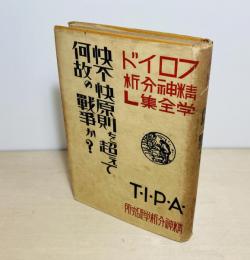 フロイド
精神分析
学全集
快不快原則を超えて
何故の戦争か？
T・I・P・A・
精神分析學研究所